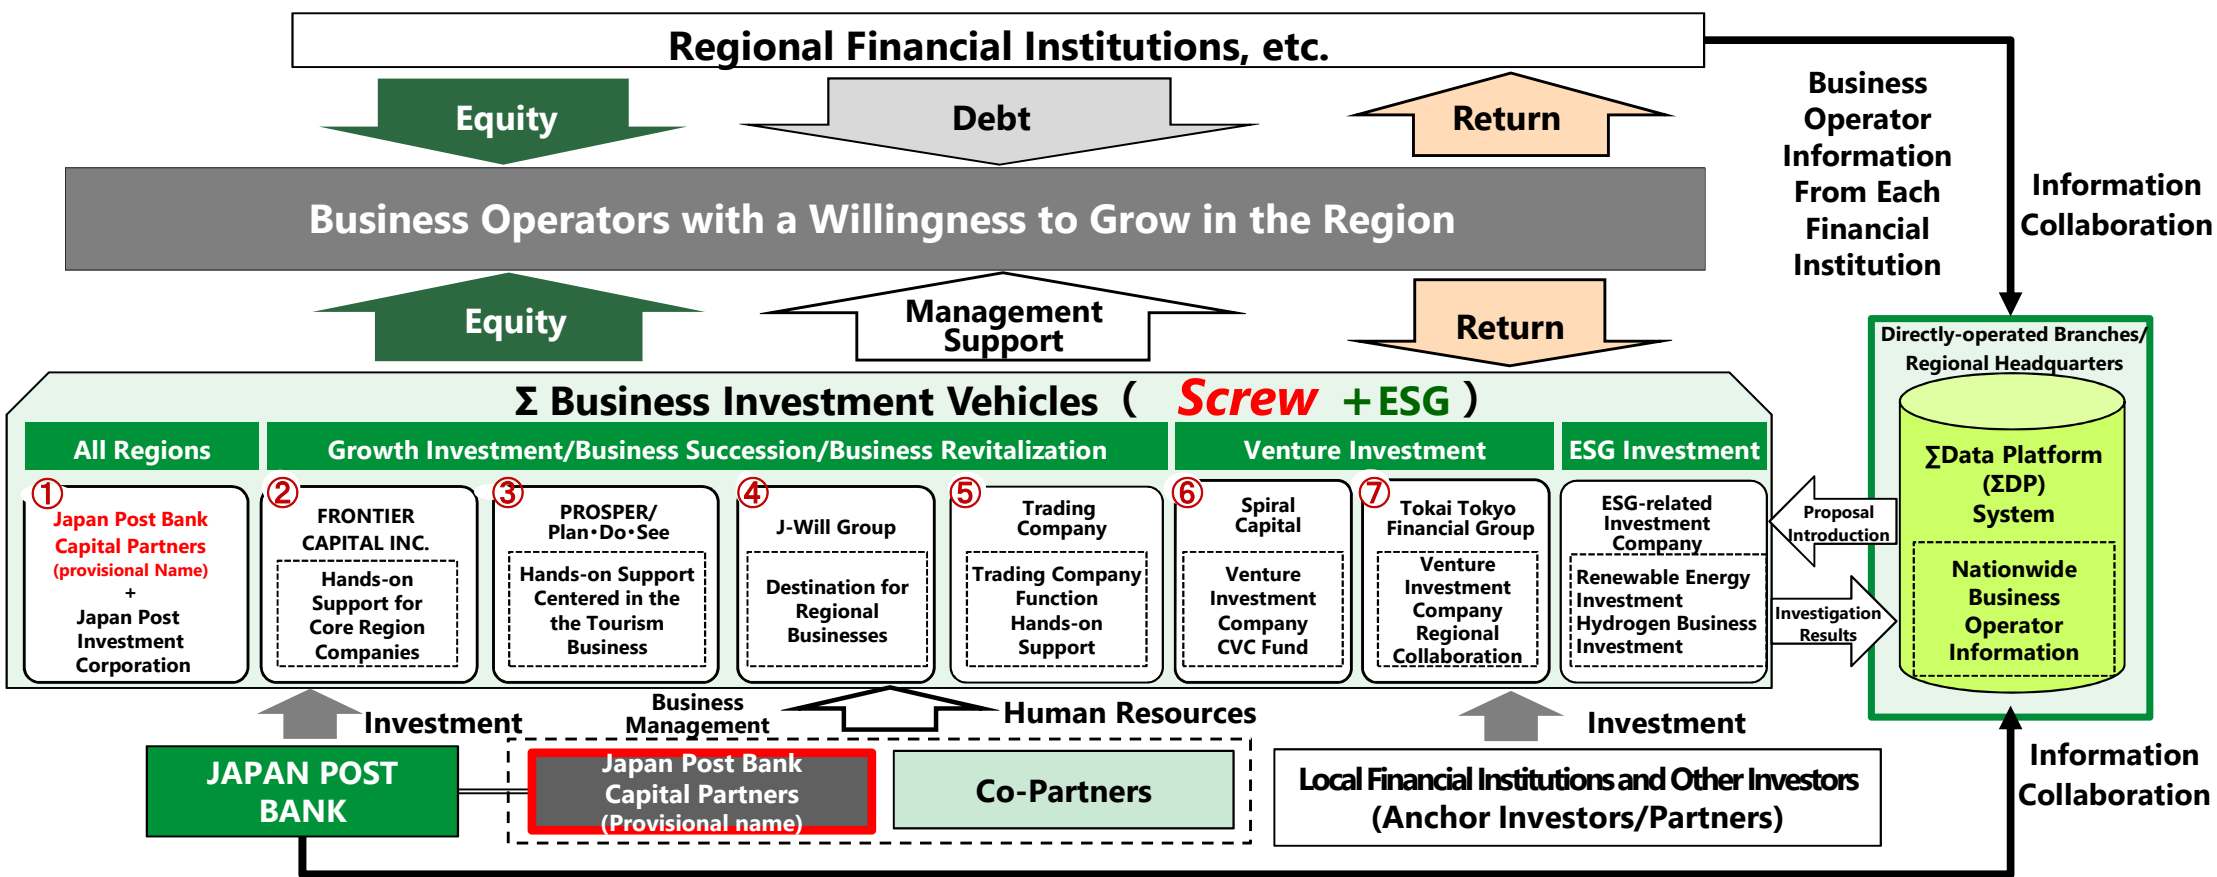 Regional Financial Institutions, etc.
Equity
Debt
Return
Business
Operator
Information
From Each
Financial
Institution
Information
Collaboration
Business Operators with a Willingness to Grow in the Region
Equity
Management
Support
Return
Directly-operated Branches/
Regional Headquarters
Σ Business Investment Vehicles ( Screw +ESG )
All Regions
Growth Investment/Business Succession/Business Revitalization
Venture Investment
ESG Investment
①
Japan Post Bank
Capital Partners
(provisional Name)
+
Japan Post
Investment
Corporation
②
FRONTIER
CAPITAL INC.
Hands-on
Support for
Core Region
Companies
③
PROSPER/
Plan･Do･See
Hands-on Support
Centered in the
the Tourism
Business
④
J-Will Group
Destination for
Regional
Businesses
⑤
Trading
Company
Trading Company
Function
Hands-on
Support
⑥
Spiral
Capital
Venture
Investment
Company
CVC Fund
⑦
Tokai Tokyo
Financial Group
Venture
Investment
Company
Regional
Collaboration
ESG-related
Investment
Company
Renewable Energy
Investment
Hydrogen Business
Investment
Proposal
Introduction
Investigation
Results
∑Data Platform
(ΣDP)
System
Nationwide
Business
Operator
Information
Investment
Business
Management
Human Resources
Investment
JAPAN POST
BANK
Japan Post Bank
Capital Partners
(Provisional name)
Co-Partners
Local Financial Institutions and Other Investors
(Anchor Investors/Partners)
Information
Collaboration